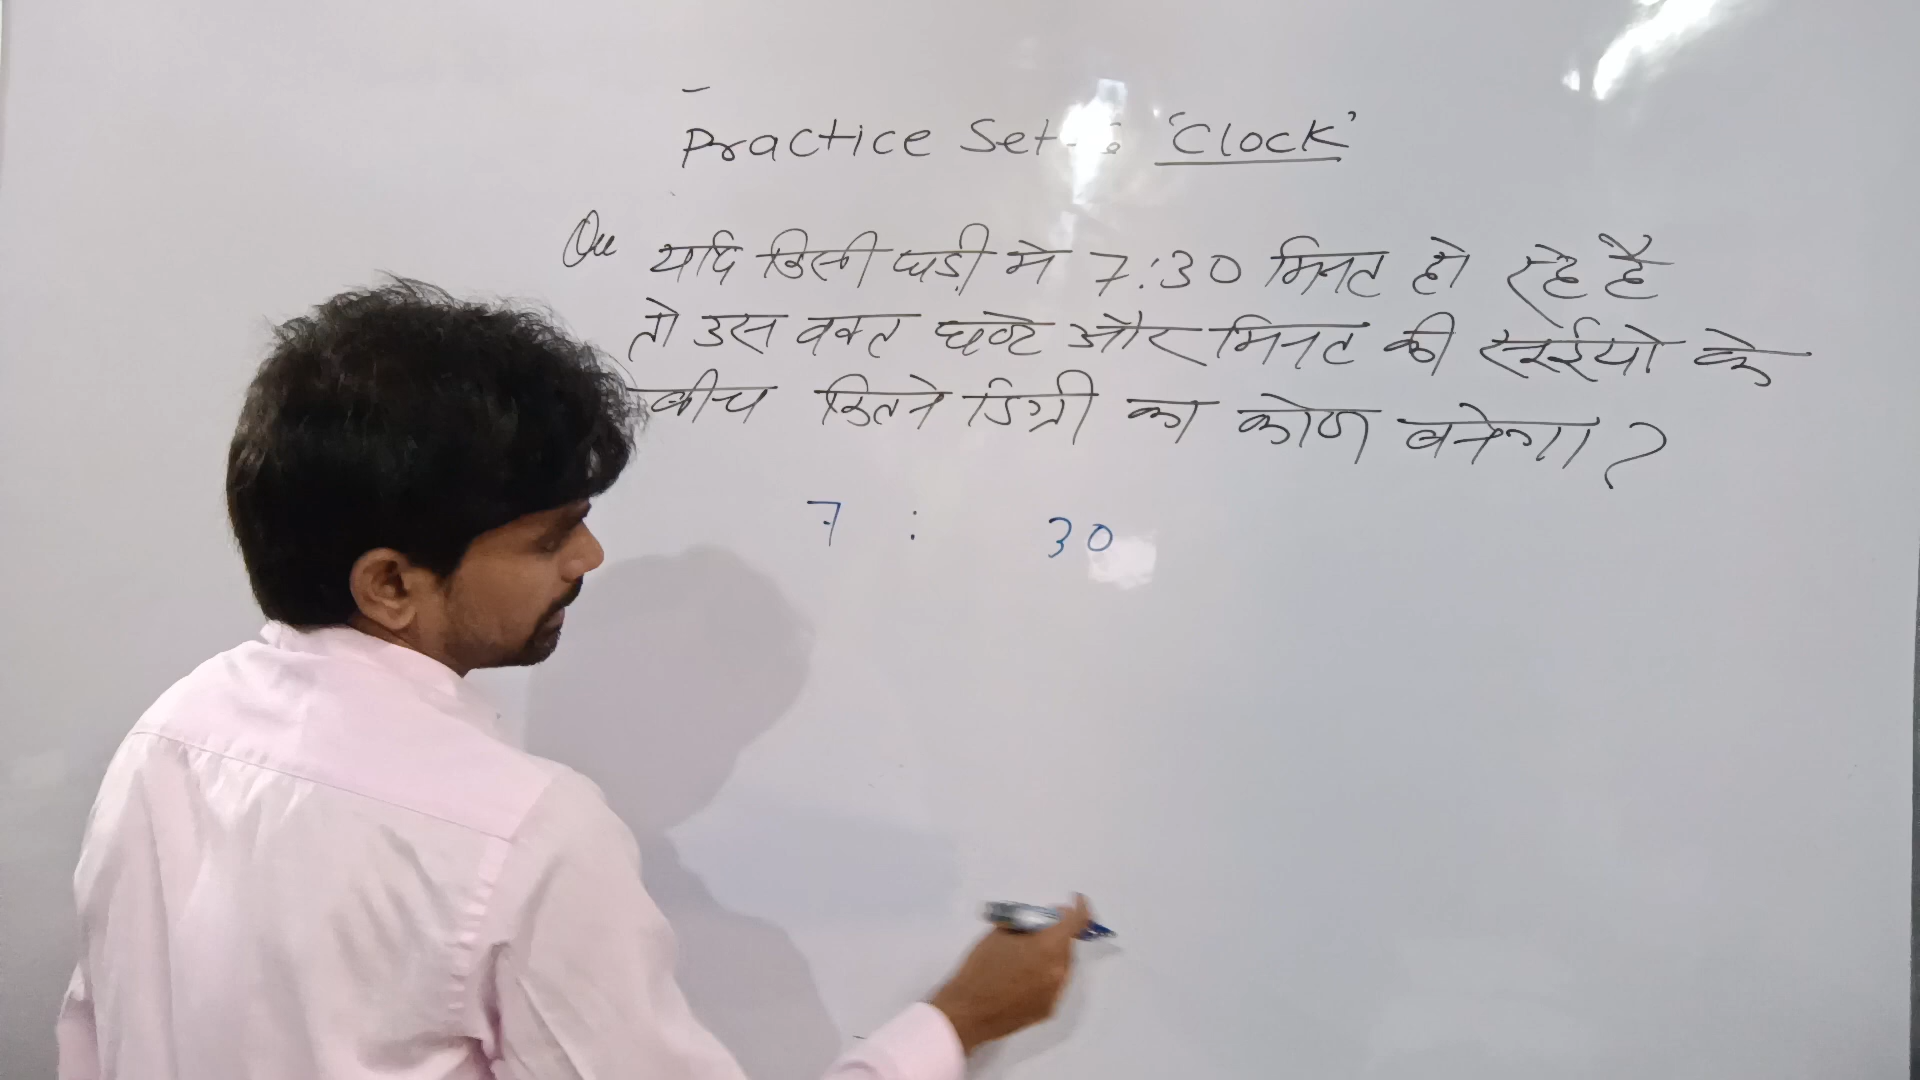 Practice Set 'Clock'
Que यदि किसी घड़ी मे 7:30 मिनट हो रहे है
तो उस वक्त घण्टे और मिनट की सूईयो के
बीच कितने डिग्री का कोण बनेगा?
7 : 30